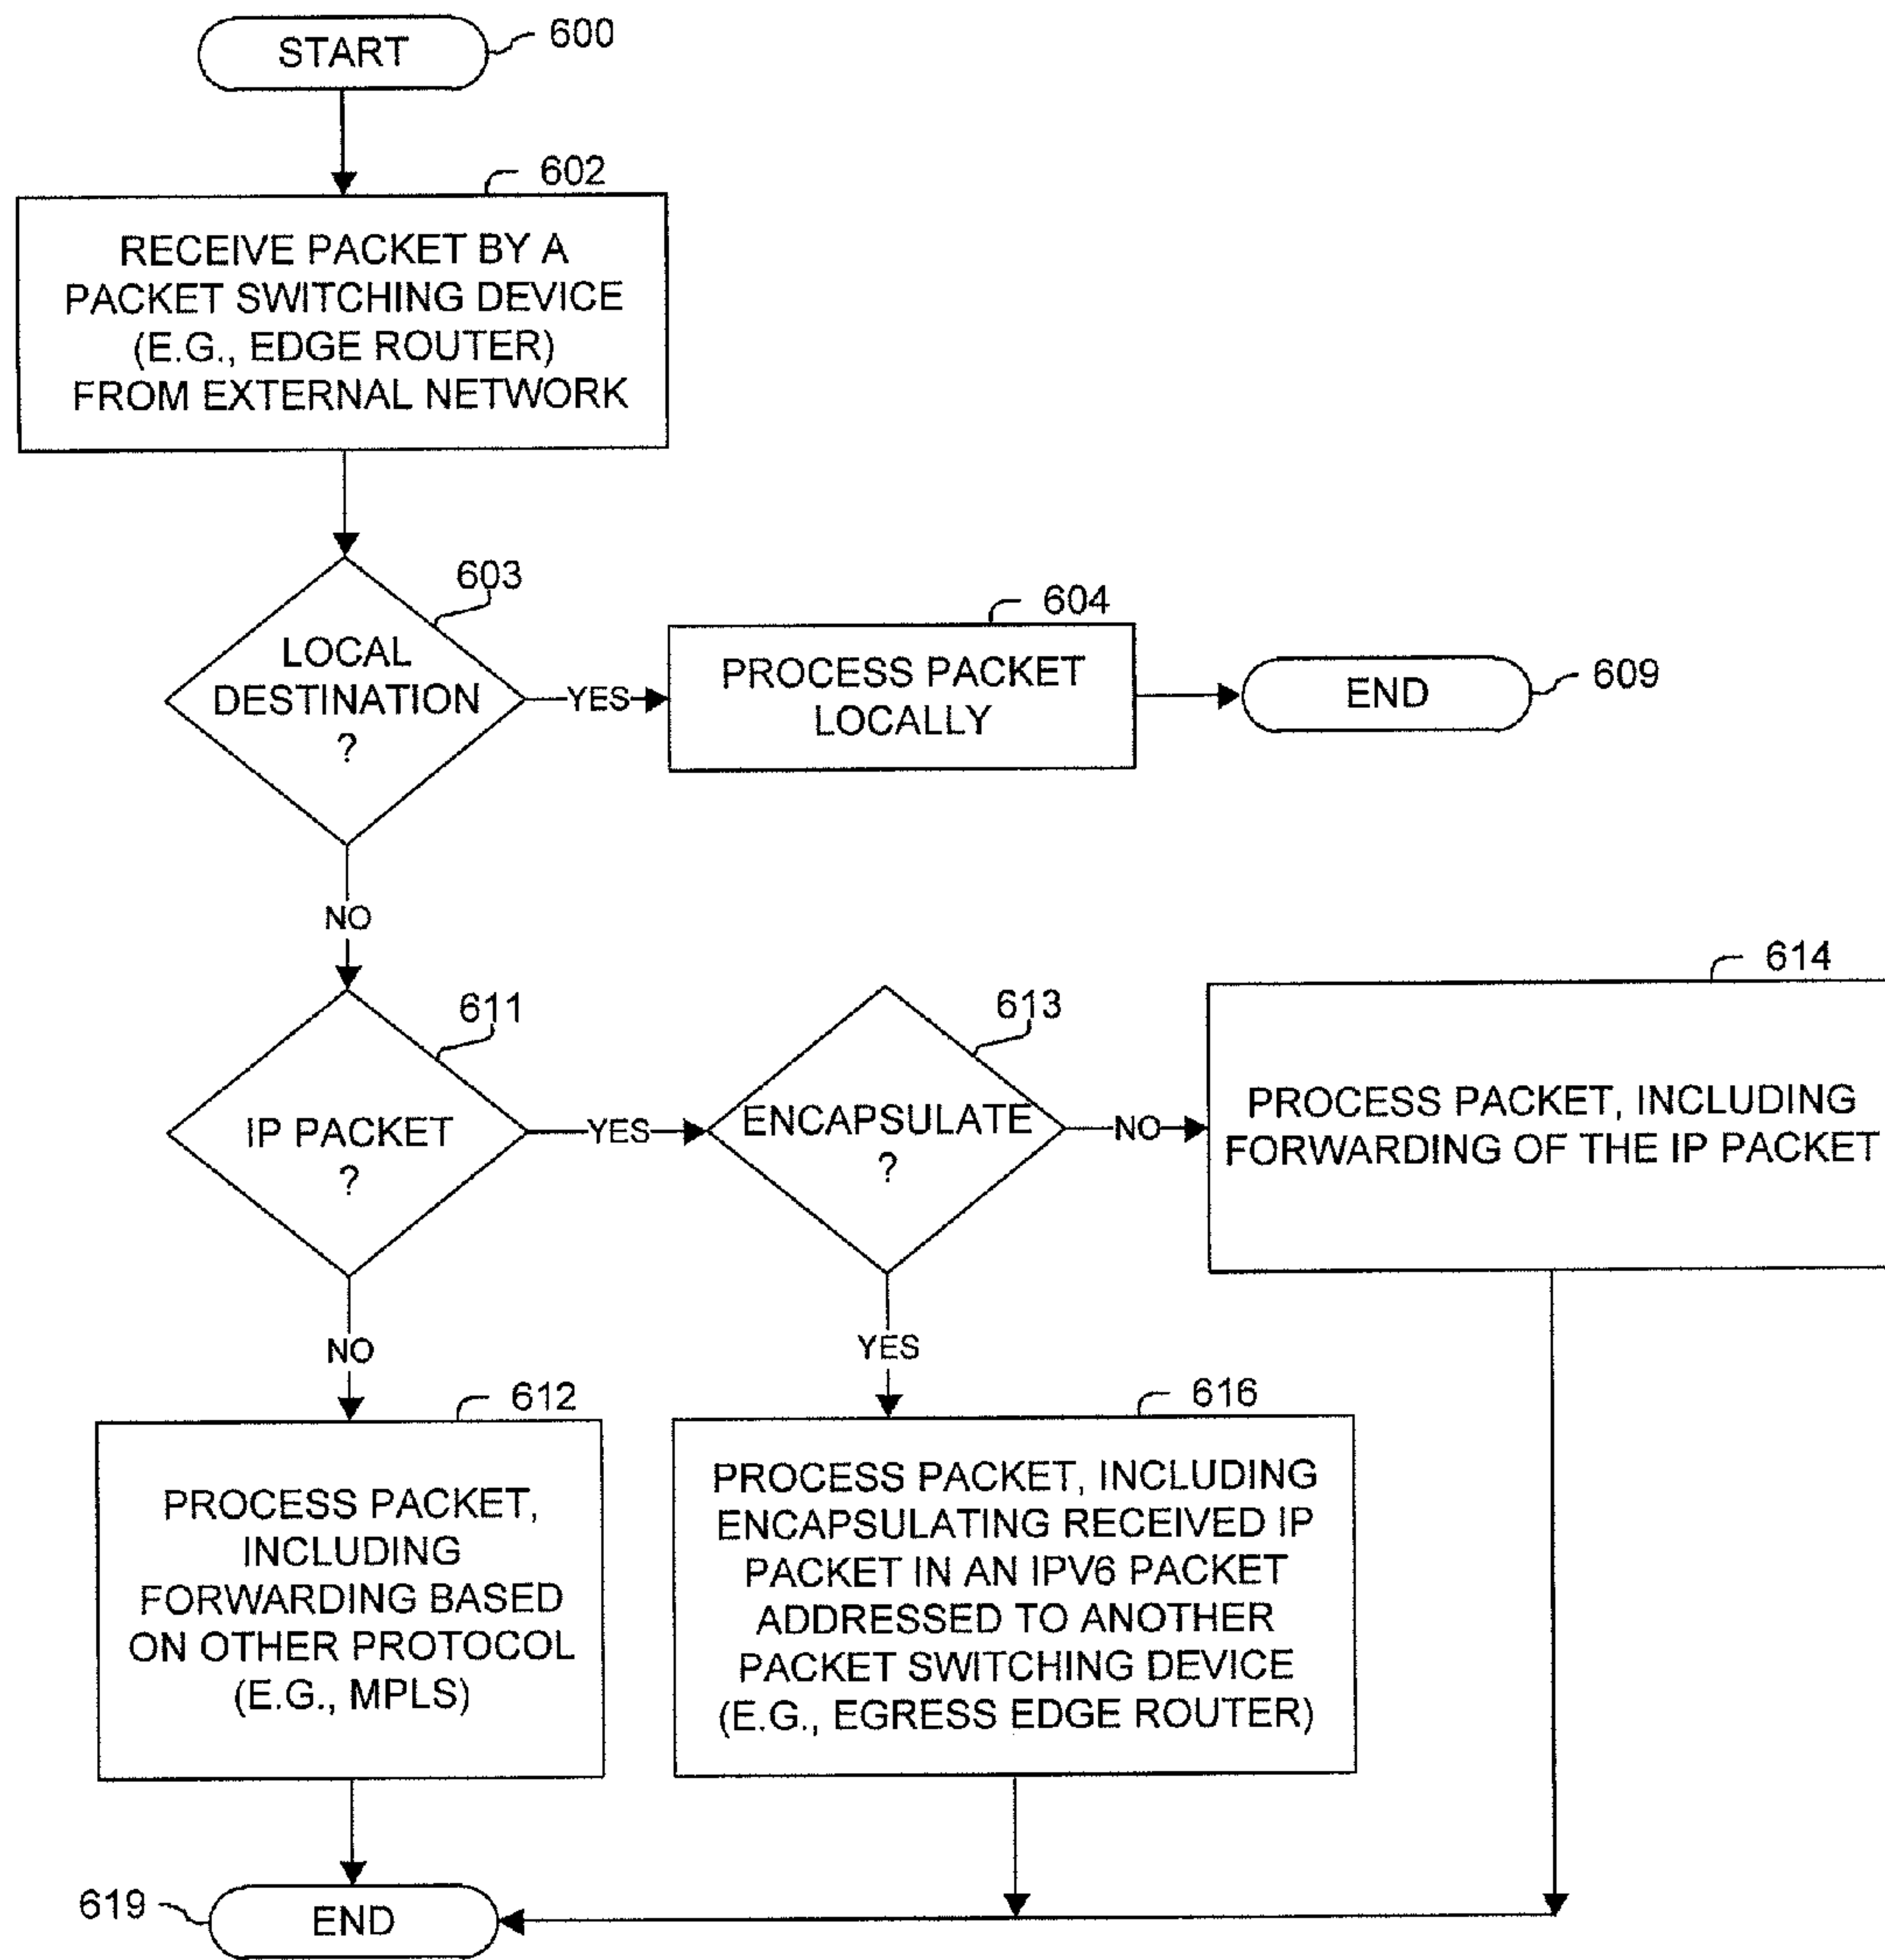 START
600
602
RECEIVE PACKET BY A
PACKET SWITCHING DEVICE
(E.G., EDGE ROUTER)
FROM EXTERNAL NETWORK
603
LOCAL
DESTINATION
?
YES
604
PROCESS PACKET
LOCALLY
END
609
NO
611
IP PACKET
?
YES
613
ENCAPSULATE
?
NO
614
PROCESS PACKET, INCLUDING
FORWARDING OF THE IP PACKET
NO
YES
612
PROCESS PACKET,
INCLUDING
FORWARDING BASED
ON OTHER PROTOCOL
(E.G., MPLS)
616
PROCESS PACKET, INCLUDING
ENCAPSULATING RECEIVED IP
PACKET IN AN IPV6 PACKET
ADDRESSED TO ANOTHER
PACKET SWITCHING DEVICE
(E.G., EGRESS EDGE ROUTER)
619
END